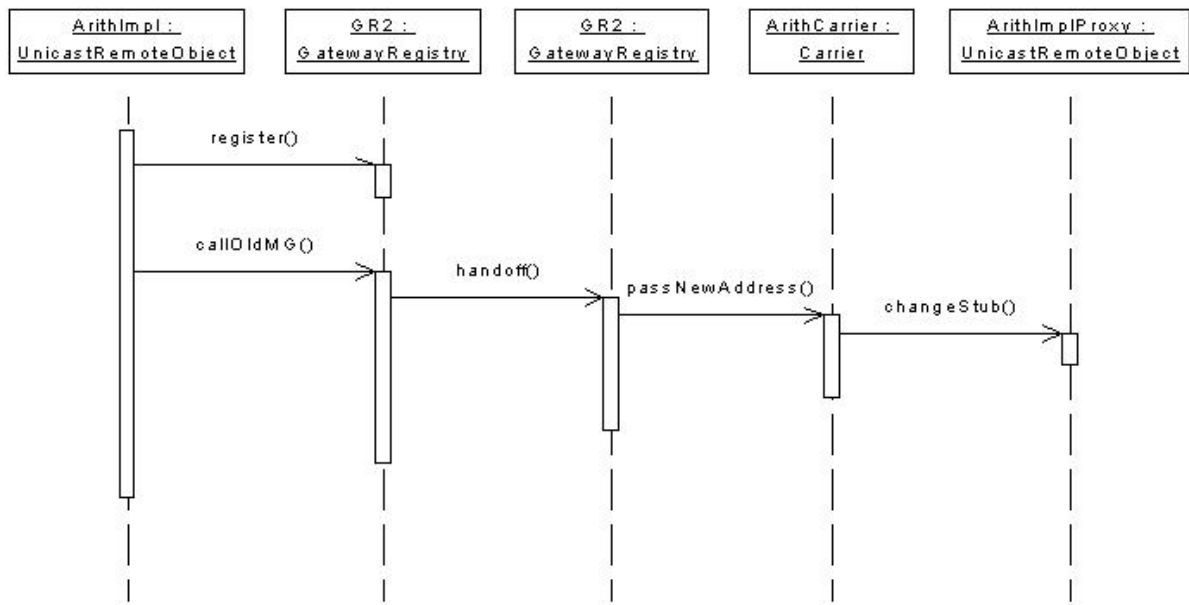 ArithImpl :
UnicastRemoteObject
GR2 :
GatewayRegistry
GR2 :
GatewayRegistry
ArithCarrier :
Carrier
ArithImplProxy :
UnicastRemoteObject
register()
callOldMG()
handoff()
passNewAddress()
changeStub()